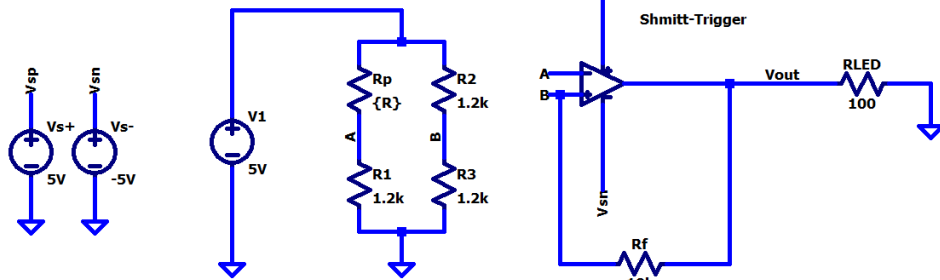 Vsp
Vsn
Vs+
5V
Vs-
-5V
V1
5V
Rp
{R}
A
R1
1.2k
R2
1.2k
B
R3
1.2k
Shmitt-Trigger
A
B
Vsn
Vout
RLED
100
Rf